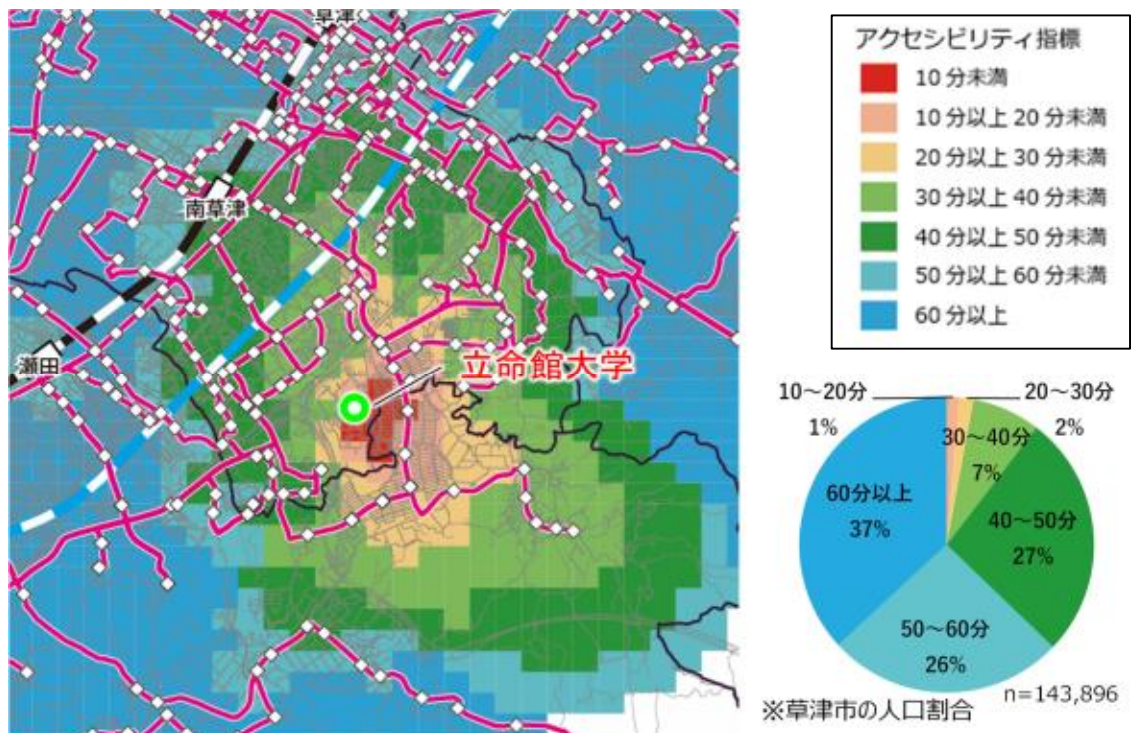 草津
南草津
瀬田
立命館大学
アクセシビリティ指標
10分未満
10分以上20分未満
20分以上30分未満
30分以上40分未満
40分以上50分未満
50分以上60分未満
60分以上
10～20分
1%
20～30分
2%
30～40分
7%
60分以上
37%
40～50分
27%
50～60分
26%
n=143,896
※草津市の人口割合